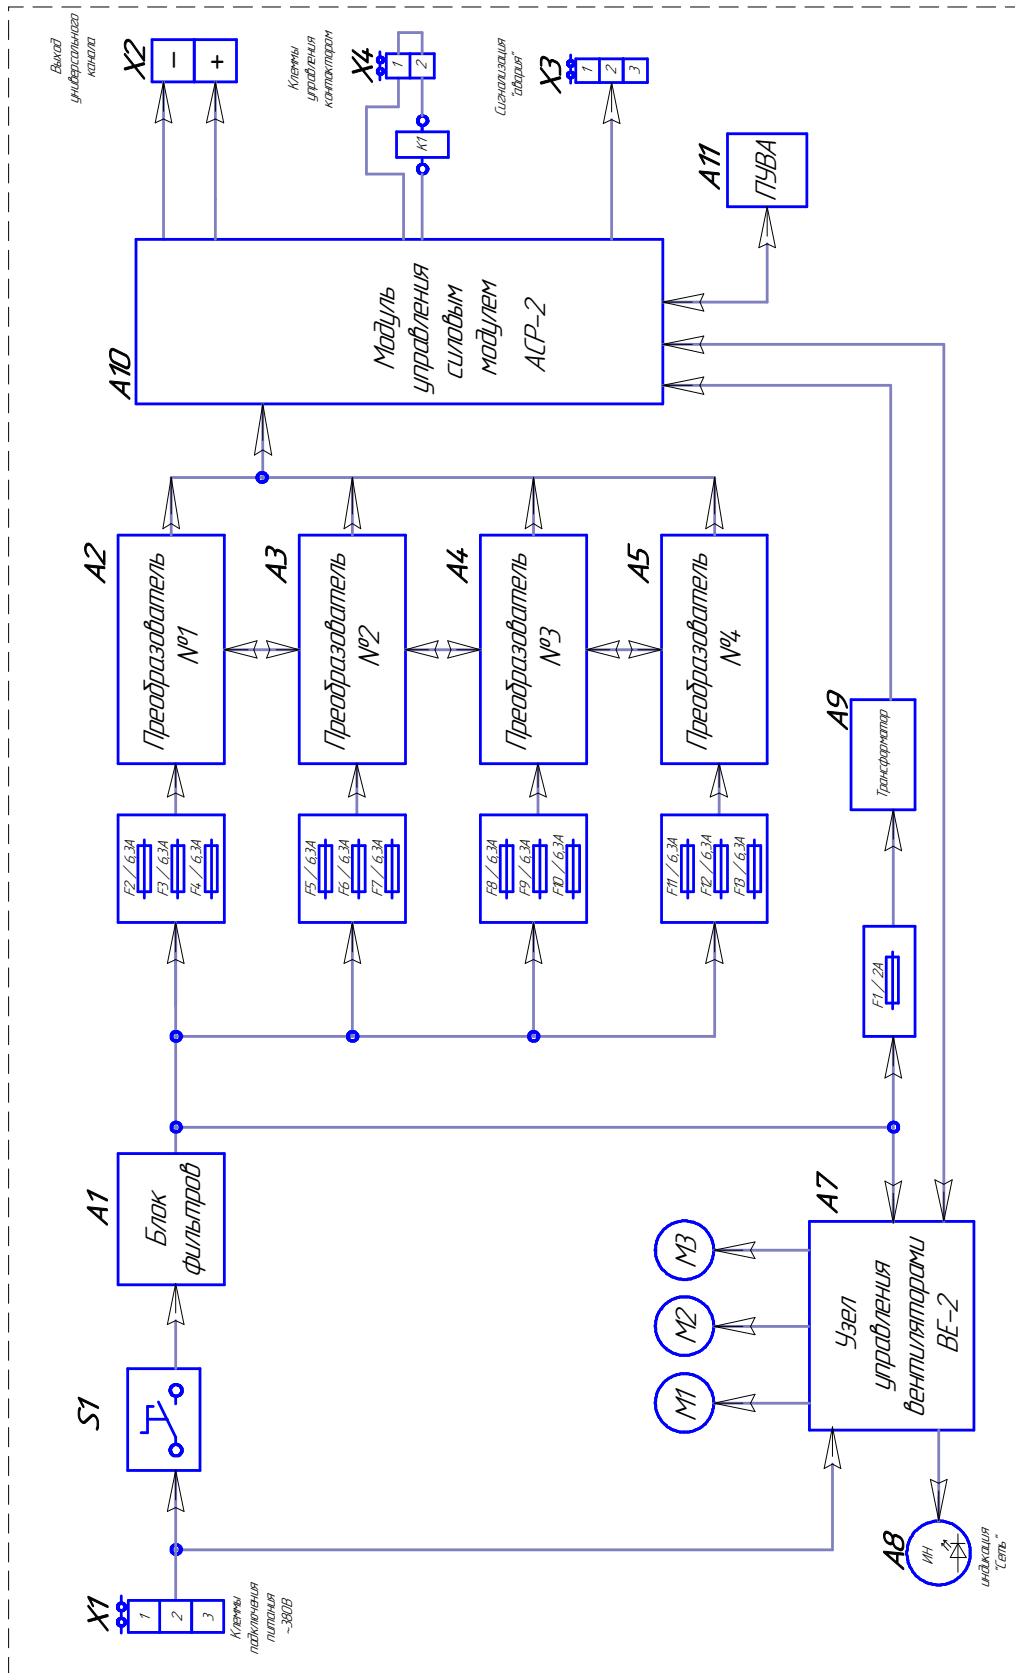 X1
1
2
3
Клеммы
подключения
питания
~380В
S1
A1
Блок
фильтров
F2 / 6,3А
F3 / 6,3А
F4 / 6,3А
A2
Преобразователь
№1
F5 / 6,3А
F6 / 6,3А
F7 / 6,3А
A3
Преобразователь
№2
F8 / 6,3А
F9 / 6,3А
F10 / 6,3А
A4
Преобразователь
№3
F11 / 6,3А
F12 / 6,3А
F13 / 6,3А
A5
Преобразователь
№4
A10
Модуль
управления
силовым
модулем
АСР-2
Выход
универсального
канала
X2
−
+
Клеммы
управления
контактором
X4
1
2
К1
Сигнализация
"авария"
X3
1
2
3
A11
ПУВА
M1
M2
M3
A7
Узел
управления
вентиляторами
ВЕ-2
A8
ИН
индикация
"Сеть"
F1 / 2А
A9
Трансформатор